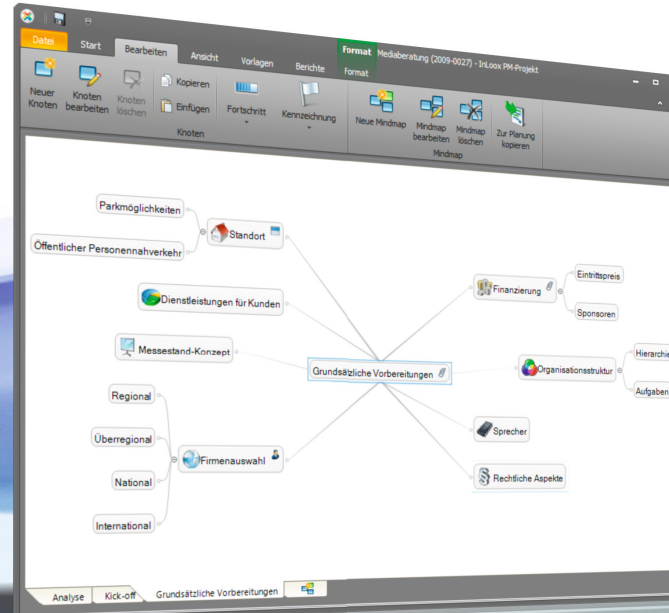 Mediaberatung (2009-0027) - InLoox PM-Projekt
Datei
Start
Bearbeiten
Ansicht
Vorlagen
Berichte
Format
Format
Neuer
Knoten
Knoten
bearbeiten
Knoten
löschen
Kopieren
Einfügen
Fortschritt
Kennzeichnung
Knoten
Neue Mindmap
Mindmap
bearbeiten
Mindmap
löschen
Zur Planung
kopieren
Mindmap
Parkmöglichkeiten
Öffentlicher Personennahverkehr
Standort
Dienstleistungen für Kunden
Messestand-Konzept
Regional
Überregional
National
International
Firmenauswahl
Grundsätzliche Vorbereitungen
Finanzierung
Eintrittspreis
Sponsoren
Organisationsstruktur
Hierarchie
Aufgaben
Sprecher
§ Rechtliche Aspekte
Analyse
Kick-off
Grundsätzliche Vorbereitungen